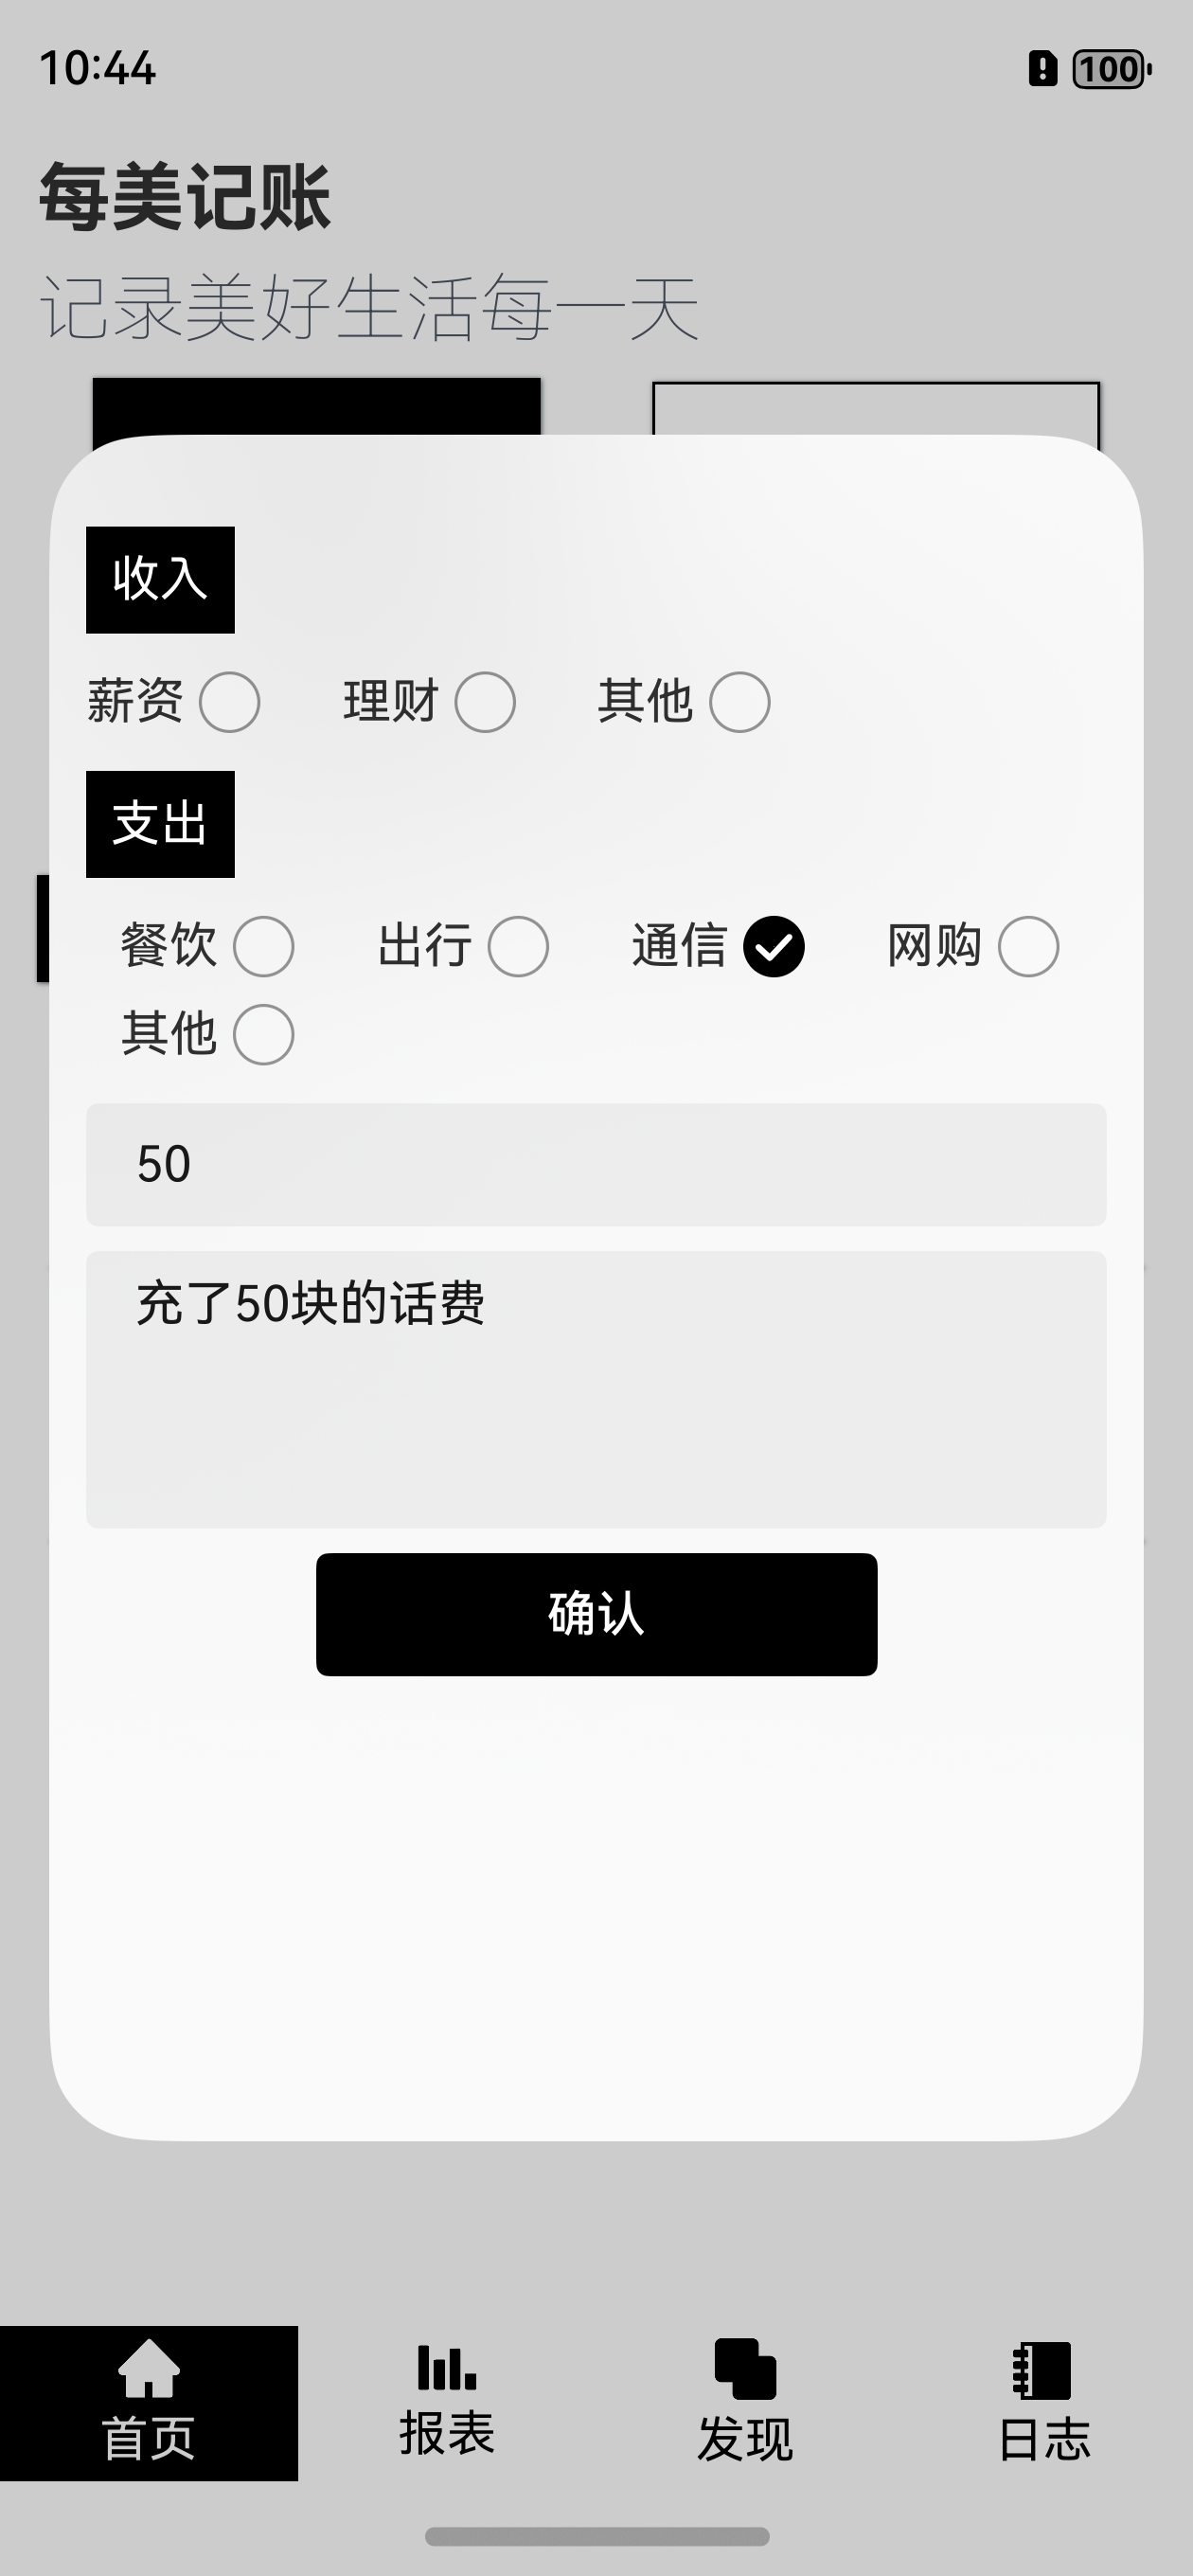 10:44
100
每美记账
记录美好生活每一天
收入
薪资 理财 其他
支出
餐饮 出行 通信 网购
其他
50
充了50块的话费
确认
首页 报表 发现 日志